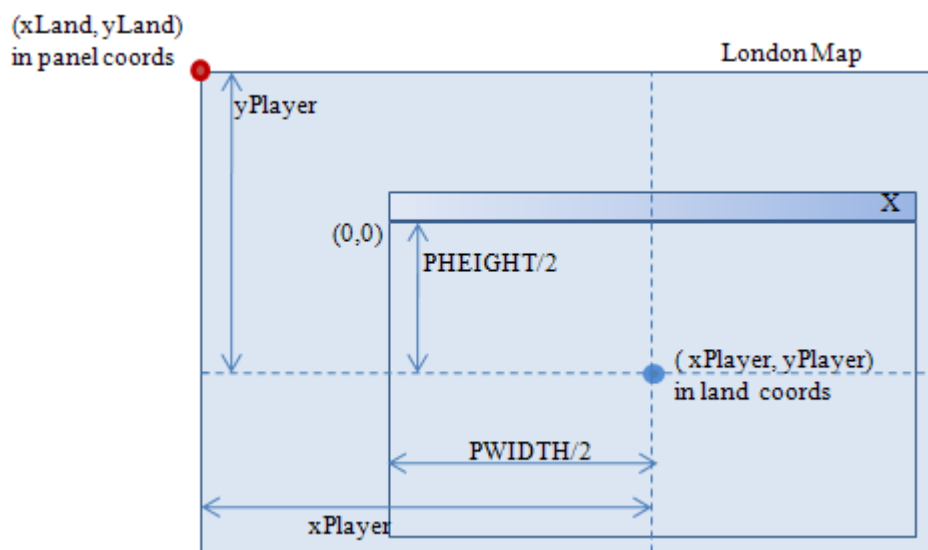 (xLand, yLand)
in panel coords
London Map
yPlayer
X
(0,0)
PHEIGHT/2
( xPlayer, yPlayer)
in land coords
PWIDTH/2
xPlayer